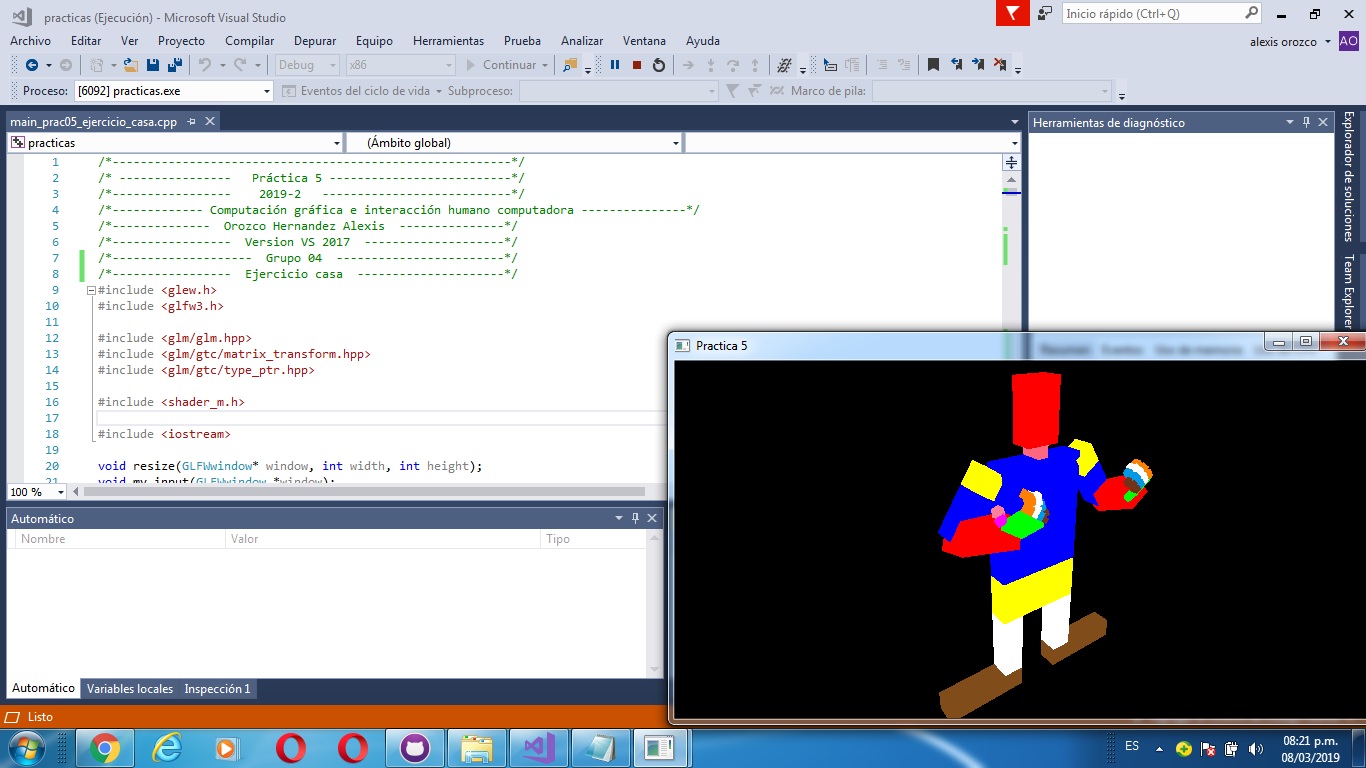 practicas (Ejecución) - Microsoft Visual Studio
Inicio rápido (Ctrl+Q)
Archivo Editar Ver Proyecto Compilar Depurar Equipo Herramientas Prueba Analizar Ventana Ayuda
alexis orozco AO
Debug x86 Continuar
Proceso: [6092] practicas.exe Eventos del ciclo de vida Subproceso: Marco de pila:
main_prac05_ejercicio_casa.cpp
practicas (Ámbito global)
1 /*---------------------------------------------------------*/
2 /* ---------------- Práctica 5 ------------------------------*/
3 /*----------------- 2019-2 ---------------------------*/
4 /*------------- Computación gráfica e interacción humano computadora ---------------*/
5 /*-------------- Orozco Hernandez Alexis ---------------*/
6 /*----------------- Version VS 2017 --------------------*/
7 /*-------------------- Grupo 04 ------------------------*/
8 /*----------------- Ejercicio casa ---------------------*/
9 #include <glew.h>
10 #include <glfw3.h>
11
12 #include <glm/glm.hpp>
13 #include <glm/gtc/matrix_transform.hpp>
14 #include <glm/gtc/type_ptr.hpp>
15
16 #include <shader_m.h>
17
18 #include <iostream>
19
20 void resize(GLFWwindow* window, int width, int height);
21 void my_input(GLFWwindow *window);
100 %
Herramientas de diagnóstico
Explorador de soluciones
Team Explorer
Practica 5
Automático
Nombre Valor Tipo
Automático Variables locales Inspección 1
Listo
ES
08:21 p.m.
08/03/2019